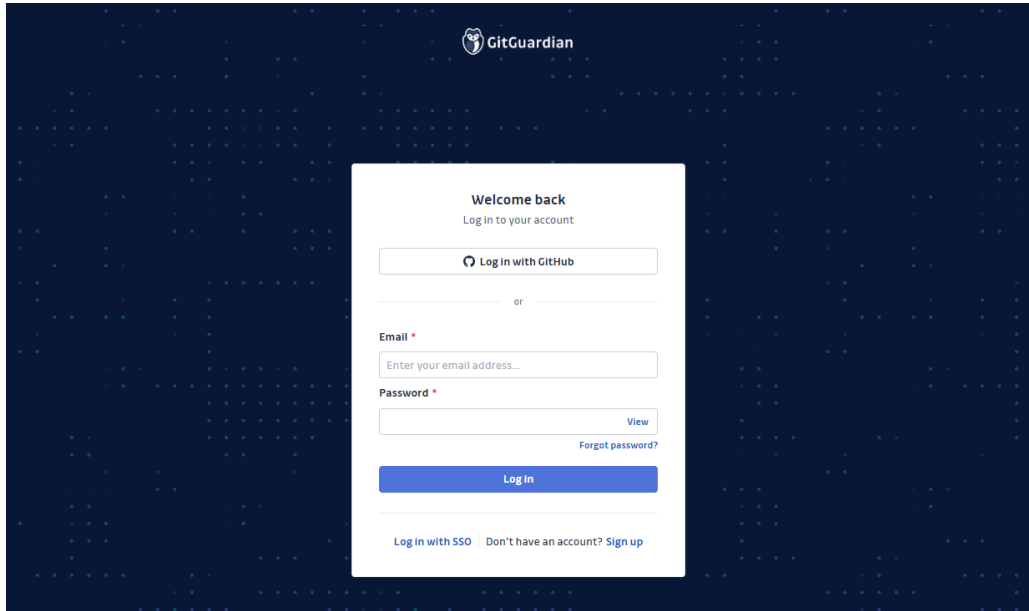 GitGuardian
Welcome back
Log in to your account
Log in with GitHub
or
Email *
Enter your email address...
Password *
View
Forgot password?
Log in
Log in with SSO Don't have an account? Sign up